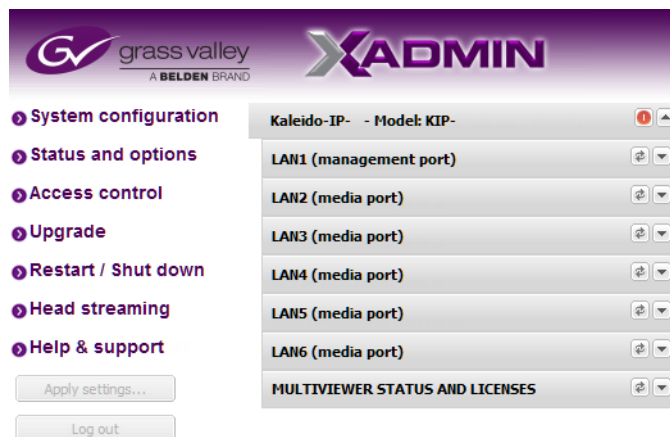 grass valley
A BELDEN BRAND
XADMIN
System configuration
Status and options
Access control
Upgrade
Restart / Shut down
Head streaming
Help & support
Apply settings...
Log out
Kaleido-IP- - Model: KIP-
LAN1 (management port)
LAN2 (media port)
LAN3 (media port)
LAN4 (media port)
LAN5 (media port)
LAN6 (media port)
MULTIVIEWER STATUS AND LICENSES